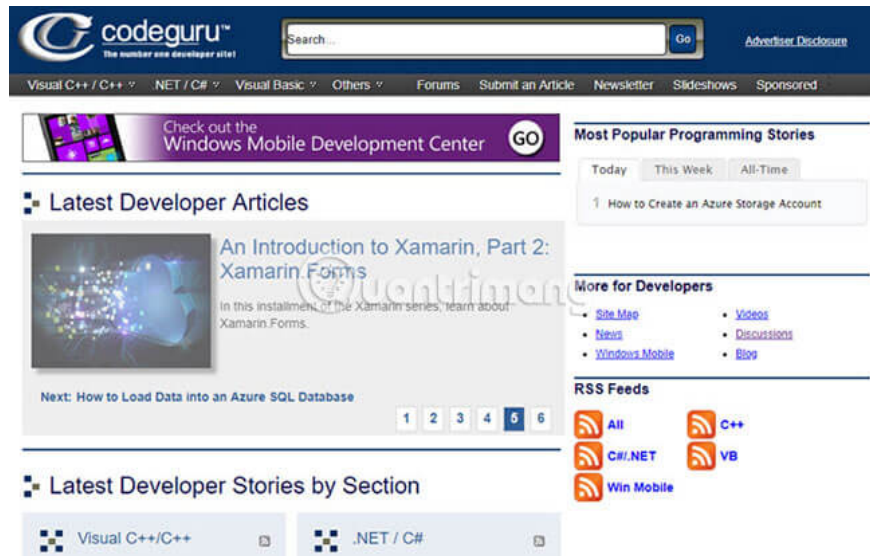 codeguru™
The number one developer site!
Search...
Go
Advertiser Disclosure
Visual C++ / C++ .NET / C# Visual Basic Others Forums Submit an Article Newsletter Slideshows Sponsored
Check out the
Windows Mobile Development Center
GO
Latest Developer Articles
An Introduction to Xamarin, Part 2:
Xamarin.Forms
In this installment of the Xamarin series, learn about
Xamarin.Forms.
Next: How to Load Data into an Azure SQL Database
1 2 3 4 5 6
Quantrimang
Latest Developer Stories by Section
Visual C++/C++
.NET / C#
Most Popular Programming Stories
Today This Week All-Time
1 How to Create an Azure Storage Account
More for Developers
Site Map
News
Windows Mobile
Videos
Discussions
Blog
RSS Feeds
All
C++
C#/.NET
VB
Win Mobile